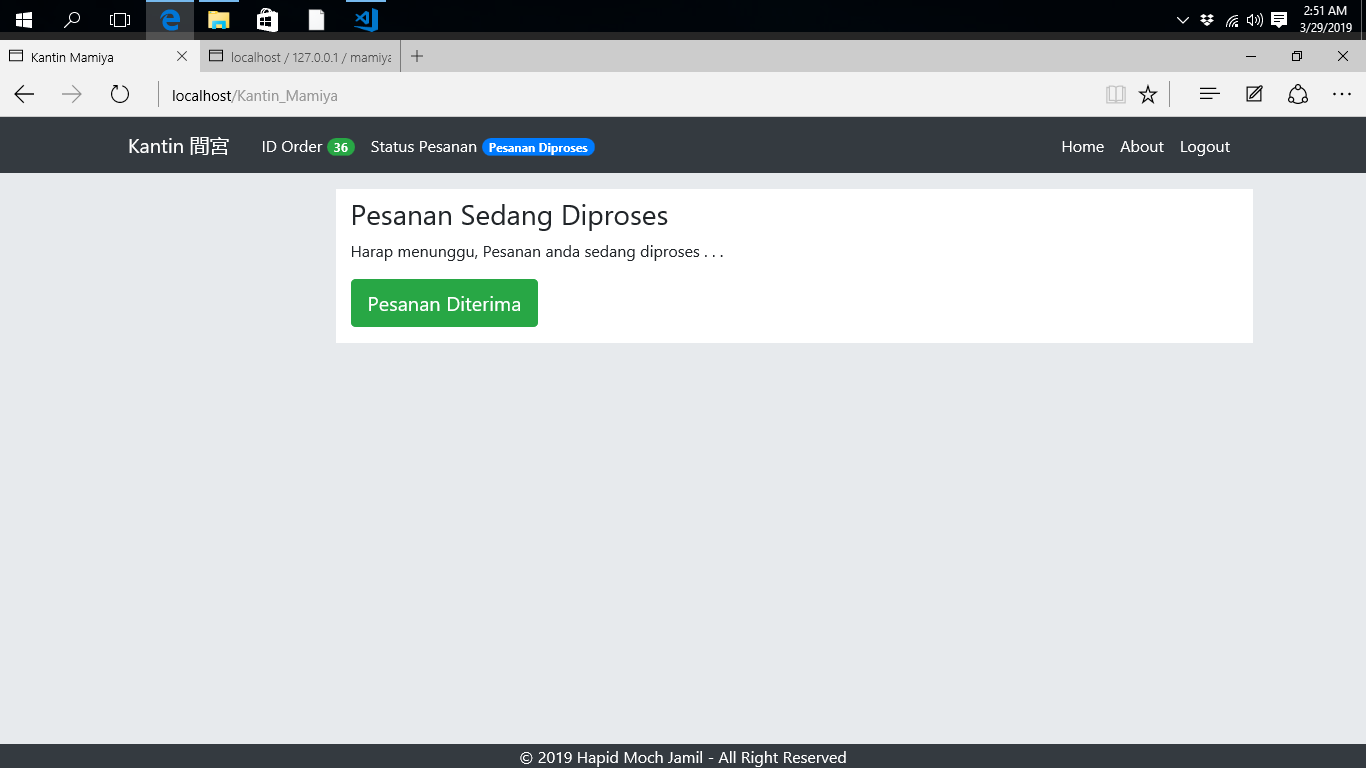 2:51 AM
3/29/2019
Kantin Mamiya
localhost / 127.0.0.1 / mamiya
localhost/Kantin_Mamiya
Kantin 間宮 ID Order 36 Status Pesanan Pesanan Diproses Home About Logout
Pesanan Sedang Diproses
Harap menunggu, Pesanan anda sedang diproses . . .
Pesanan Diterima
© 2019 Hapid Moch Jamil - All Right Reserved